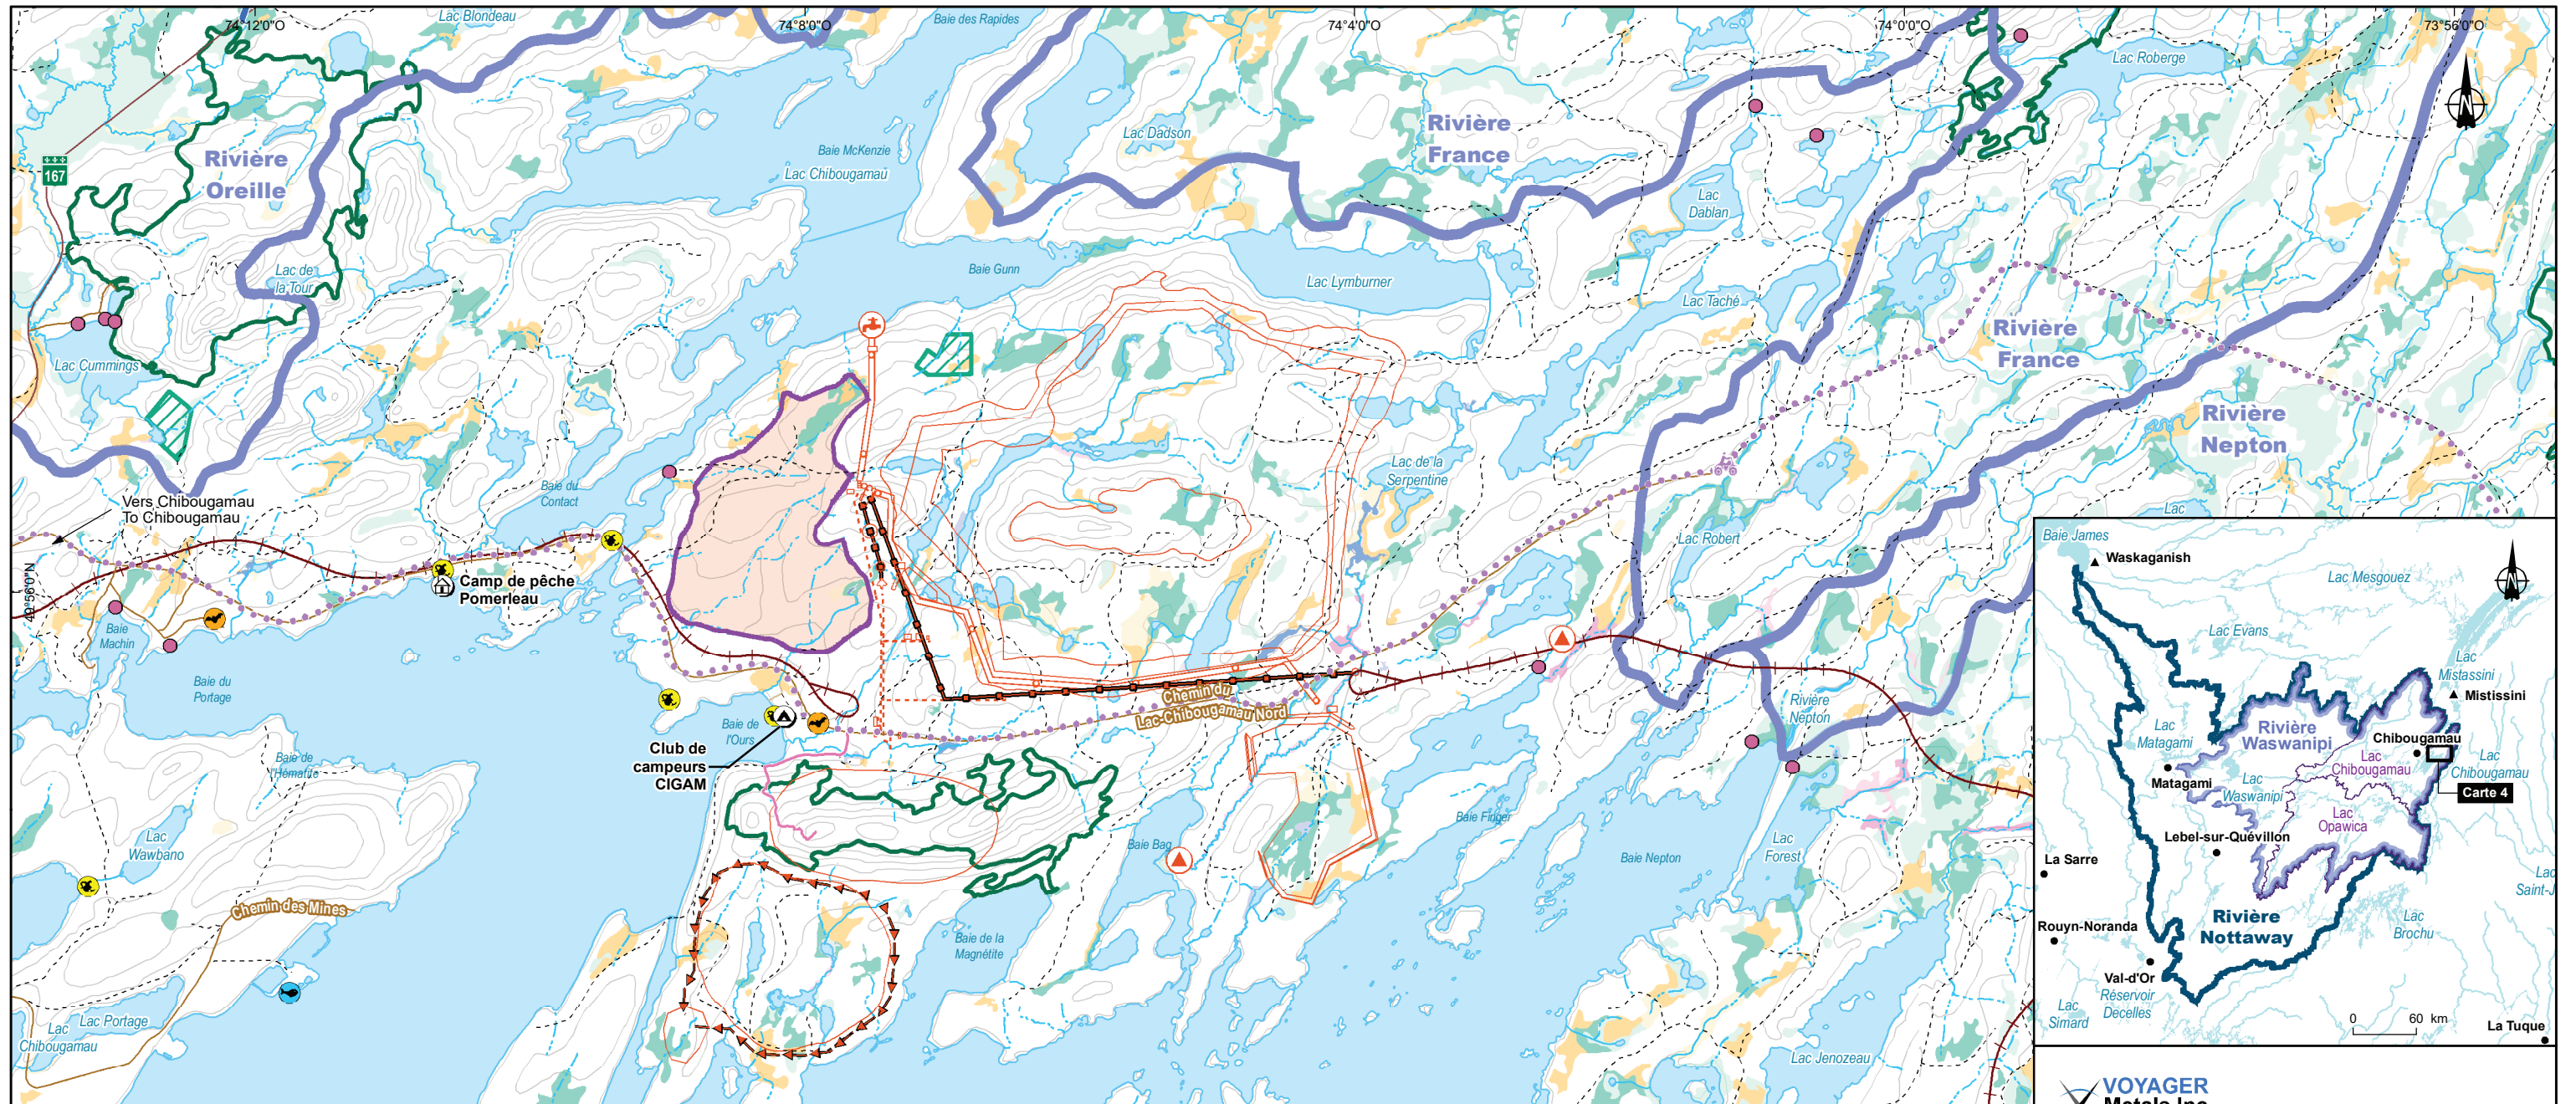 74°12'0"O
74°8'0"O
74°4'0"O
74°0'0"O
73°56'0"O
Lac Blondeau
Baie des Rapides
Lac Roberge
N
Rivière
Oreille
167
Baie McKenzie
Lac Chibougamau
Lac Dadson
Rivière
France
Lac
Dablan
Lac de
la Tour
Baie Gunn
Lac Lymburner
Lac Taché
Rivière
France
Lac Cummings
Rivière
Nepton
Lac de la
Serpentine
Vers Chibougamau
To Chibougamau
Baie du
Contact
Lac
Lac Robert
49°56'0"N
Camp de pêche
Pomerleau
Baie
Machin
Baie du
Portage
Chemin du
Lac-Chibougamau Nord
Rivière
Nepton
Baie de
l'Ours
Club de
campeurs
CIGAM
Baie de
l'Hématite
Lac
Wawbano
Baie Bag
Baie Finger
Baie Nepton
Lac
Forest
Chemin des Mines
Baie de la
Magnétite
Lac Portage
Lac
Chibougamau
Lac Jenozeau
Baie James
Waskaganish
Lac Mesgouez
N
Lac Evans
Lac
Mistassini
Mistissini
Lac
Matagami
Rivière
Waswanipi
Chibougamau
Lac
Chibougamau
Lac
Chibougamau
Matagami
Lac
Waswanipi
Carte 4
Lac
Opawica
Lebel-sur-Quévillon
La Sarre
Lac
Saint-J
Rouyn-Noranda
Rivière
Nottaway
Lac
Brochu
Val-d'Or
Réservoir
Decelles
Lac
Simard
0 60 km
La Tuque
VOYAGER
Metals Inc